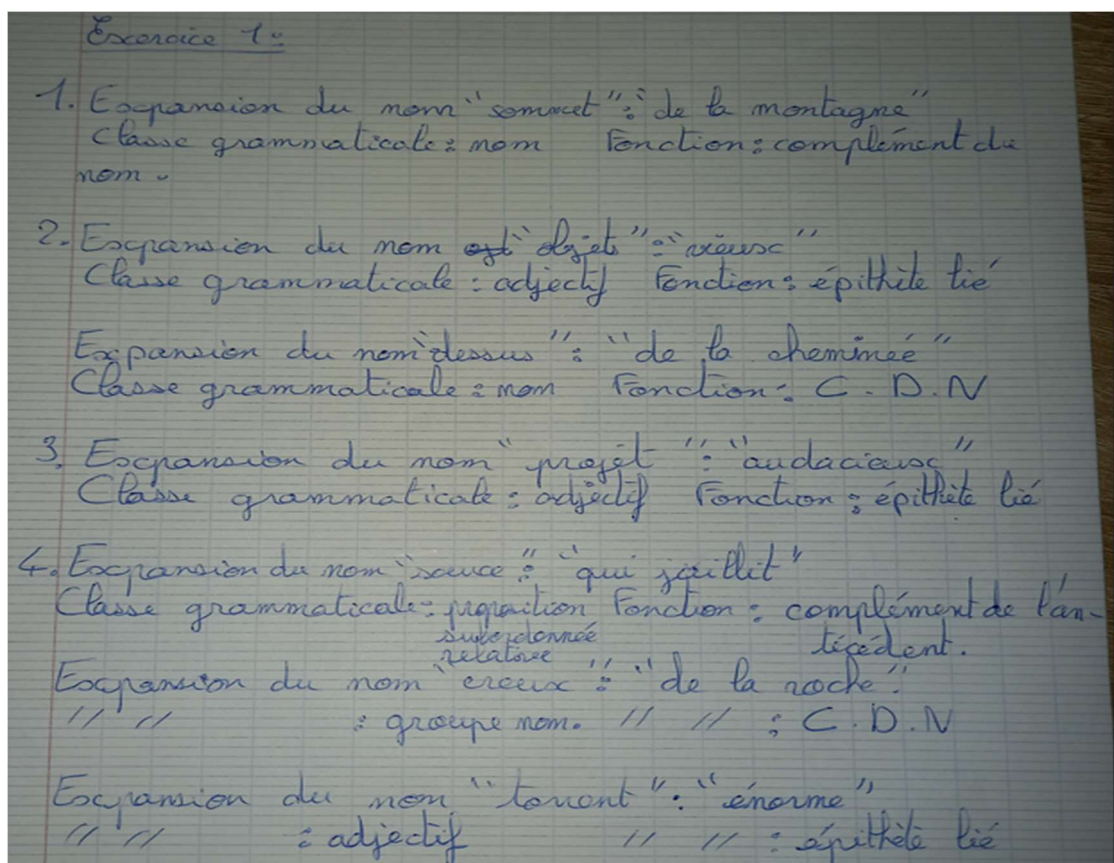 Exercice 1 :
1. Expansion du nom "sommet" : "de la montagne"
Classe grammaticale : nom Fonction : complément du
nom.
2. Expansion du nom "objet" : "vieux"
Classe grammaticale : adjectif Fonction : épithète lié
Expansion du nom "dessus" : "de la cheminée"
Classe grammaticale : nom Fonction : C.D.N
3. Expansion du nom "projet" : "audacieux"
Classe grammaticale : adjectif Fonction : épithète lié
4. Expansion du nom "source" : "qui jaillit"
Classe grammaticale : proposition Fonction : complément de l'an-
subordonnée técédent.
relative
Expansion du nom "creux" : "de la roche".
// // : groupe nom. // // : C.D.N
Expansion du nom "torrent" : "énorme"
// // : adjectif // // : épithète lié